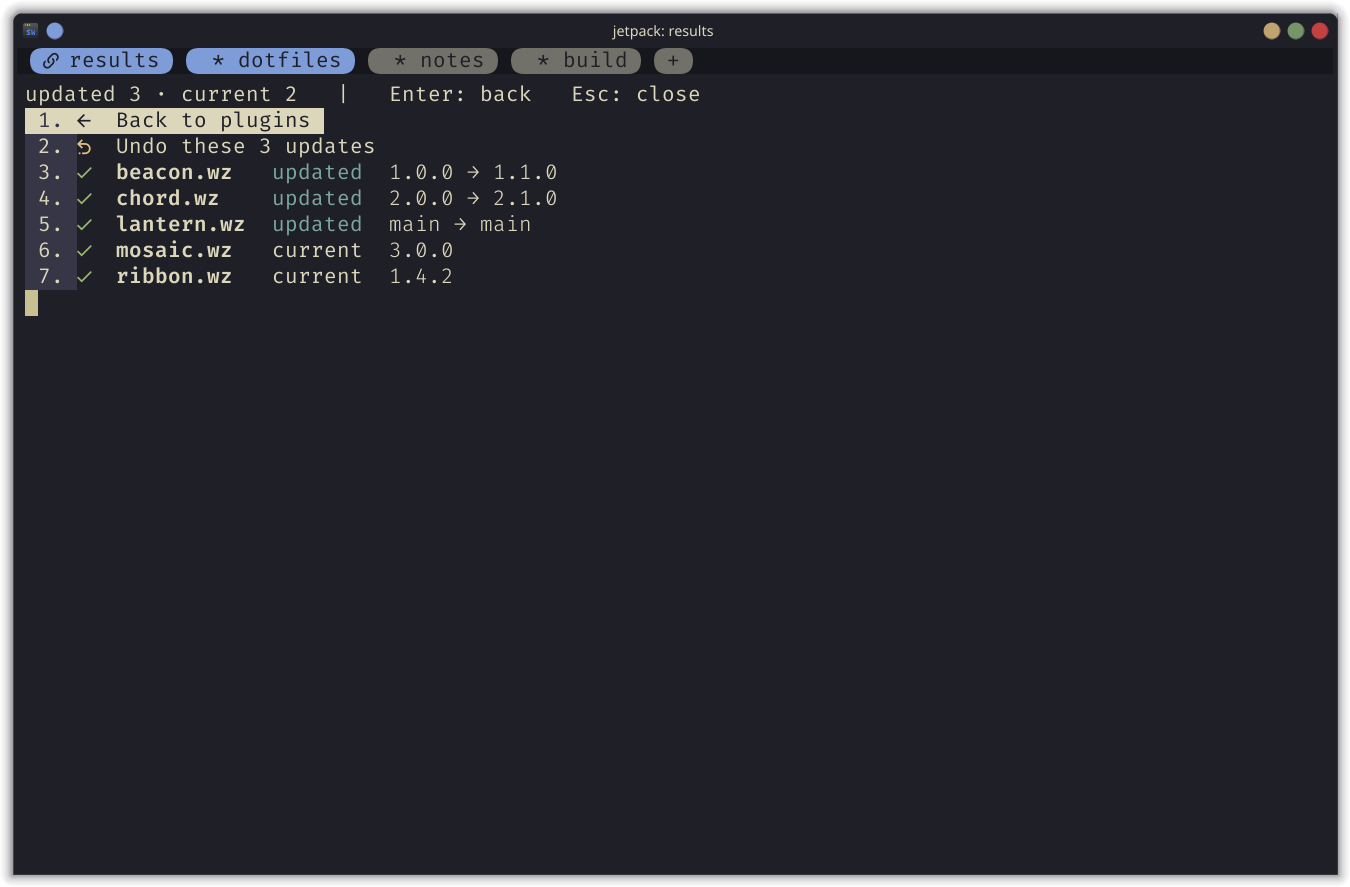 jetpack: results
results * dotfiles * notes * build +
updated 3 · current 2 | Enter: back Esc: close
1. ← Back to plugins
2. Undo these 3 updates
3. ✓ beacon.wz updated 1.0.0 → 1.1.0
4. ✓ chord.wz updated 2.0.0 → 2.1.0
5. ✓ lantern.wz updated main → main
6. ✓ mosaic.wz current 3.0.0
7. ✓ ribbon.wz current 1.4.2